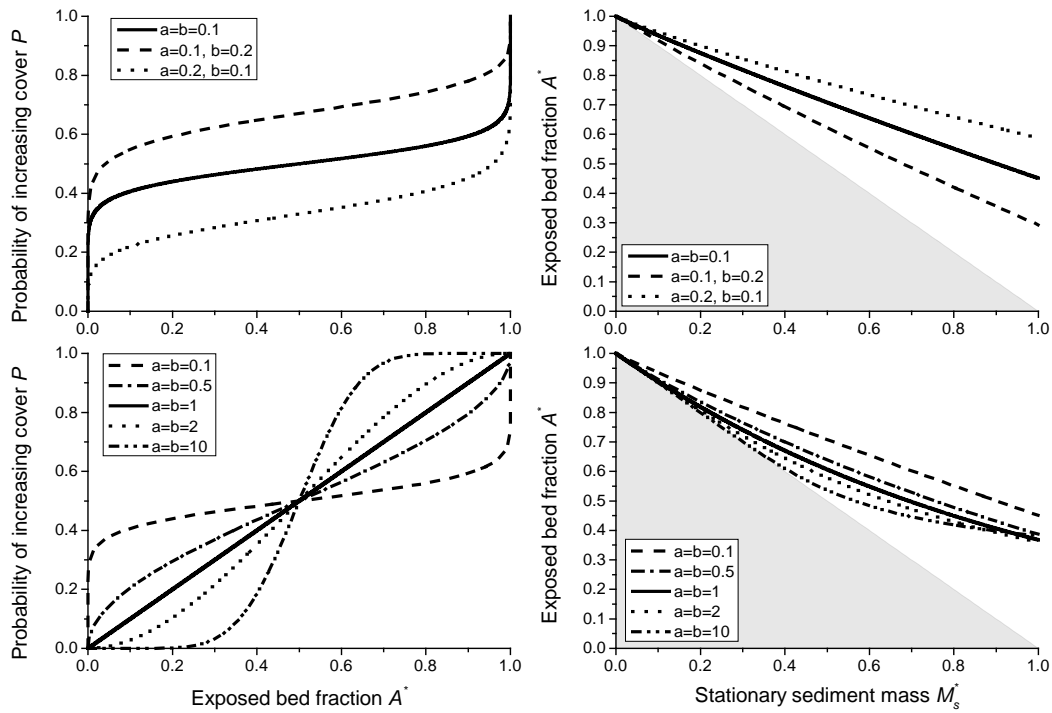 Probability of increasing cover P
1.0
0.8
0.6
0.4
0.2
0.0
a=b=0.1
a=0.1, b=0.2
a=0.2, b=0.1
0.0 0.2 0.4 0.6 0.8 1.0
Exposed bed fraction A*
1.0
0.9
0.8
0.7
0.6
0.5
0.4
0.3
0.2
0.1
0.0
a=b=0.1
a=0.1, b=0.2
a=0.2, b=0.1
0.0 0.2 0.4 0.6 0.8 1.0
Probability of increasing cover P
1.0
0.8
0.6
0.4
0.2
0.0
a=b=0.1
a=b=0.5
a=b=1
a=b=2
a=b=10
0.0 0.2 0.4 0.6 0.8 1.0
Exposed bed fraction A*
Exposed bed fraction A*
1.0
0.9
0.8
0.7
0.6
0.5
0.4
0.3
0.2
0.1
0.0
a=b=0.1
a=b=0.5
a=b=1
a=b=2
a=b=10
0.0 0.2 0.4 0.6 0.8 1.0
Stationary sediment mass Ms*